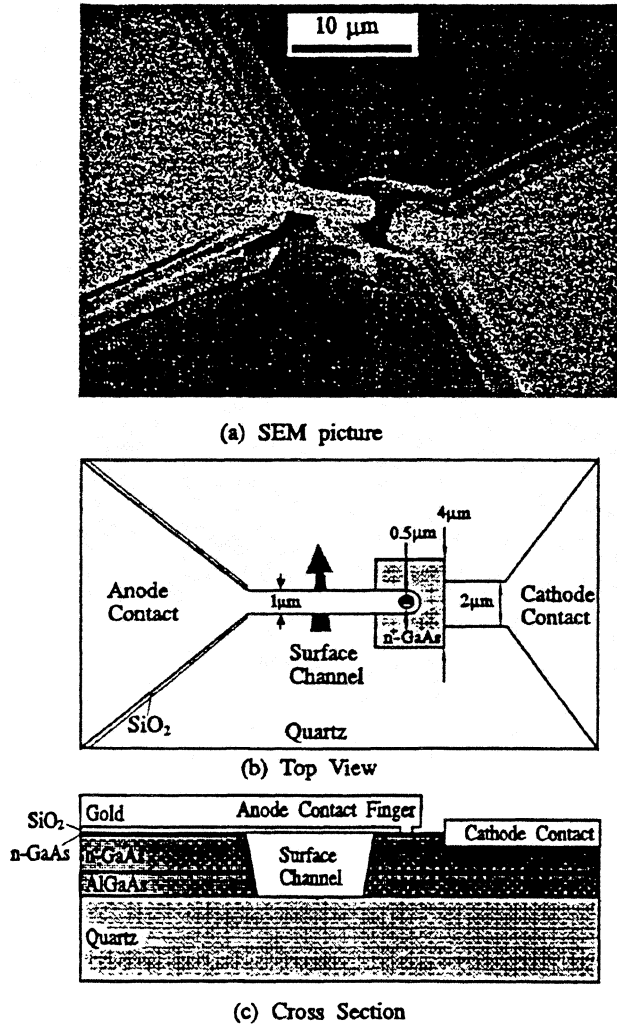 10 μm
(a) SEM picture
4μm
0.5μm
Anode
Contact
1μm
2μm
Cathode
Contact
n⁺-GaAs
Surface
Channel
SiO₂
Quartz
(b) Top View
Gold
Anode Contact Finger
SiO₂
Cathode Contact
n-GaAs
n⁺-GaAs
Surface
Channel
AlGaAs
Quartz
(c) Cross Section